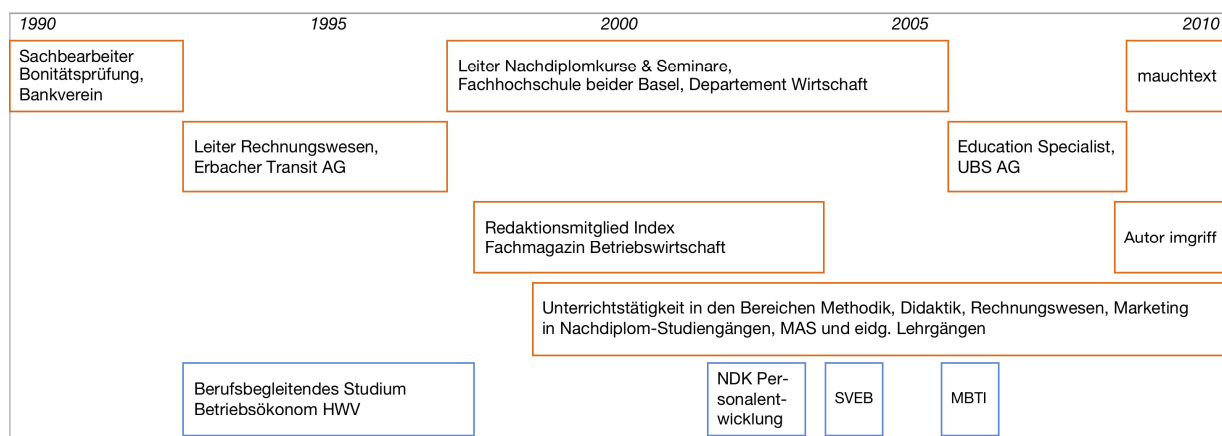 1990 1995 2000 2005 2010
Sachbearbeiter
Bonitätsprüfung,
Bankverein
Leiter Nachdiplomkurse & Seminare,
Fachhochschule beider Basel, Departement Wirtschaft
mauchtext
Leiter Rechnungswesen,
Erbacher Transit AG
Education Specialist,
UBS AG
Redaktionsmitglied Index
Fachmagazin Betriebswirtschaft
Autor imgriff
Unterrichtstätigkeit in den Bereichen Methodik, Didaktik, Rechnungswesen, Marketing
in Nachdiplom-Studiengängen, MAS und eidg. Lehrgängen
Berufsbegleitendes Studium
Betriebsökonom HWV
NDK Per-
sonalent-
wicklung
SVEB
MBTI